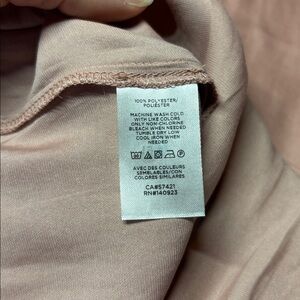 100% POLYESTER/
POLIÉSTER
MACHINE WASH COLD
WITH LIKE COLORS
ONLY NON-CHLORINE
BLEACH WHEN NEEDED
TUMBLE DRY LOW
COOL IRON WHEN
NEEDED
AVEC DES COULEURS
SEMBLABLES/CON
COLORES SIMILARES
CA#57421
RN#140923